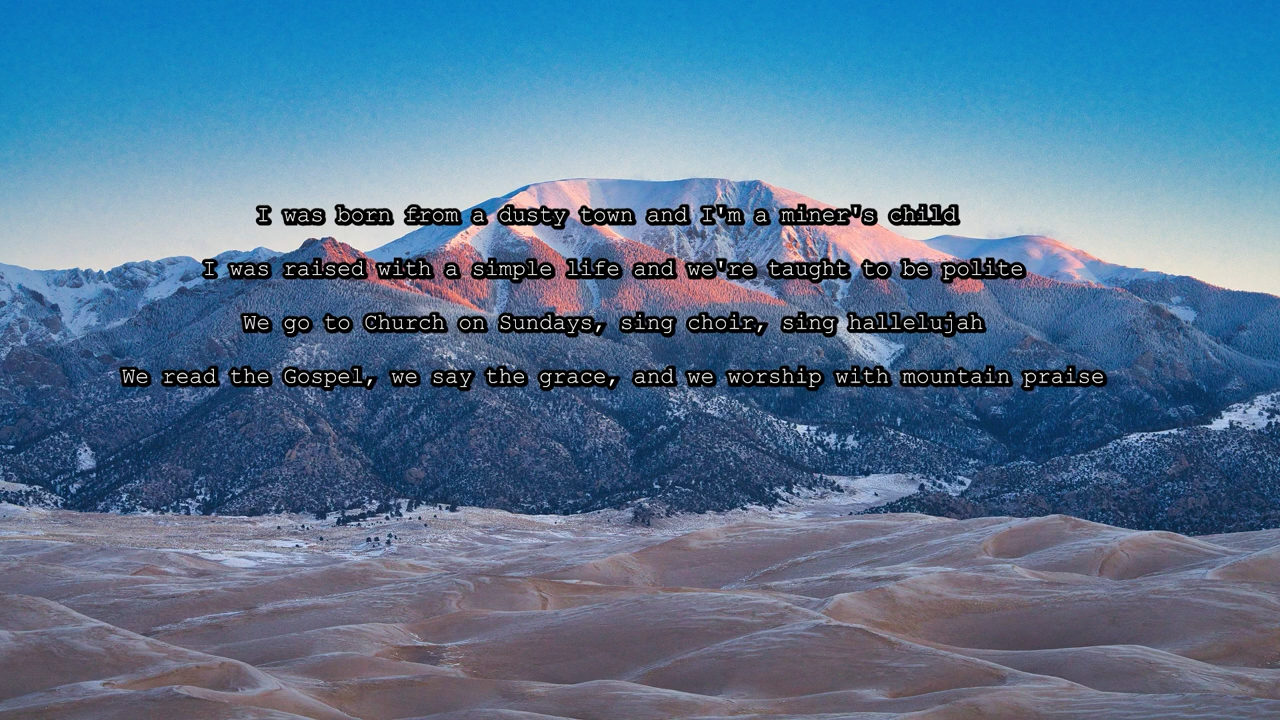 I was born from a dusty town and I'm a miner's child
I was raised with a simple life and we're taught to be polite
We go to Church on Sundays, sing choir, sing hallelujah
We read the Gospel, we say the grace, and we worship with mountain praise